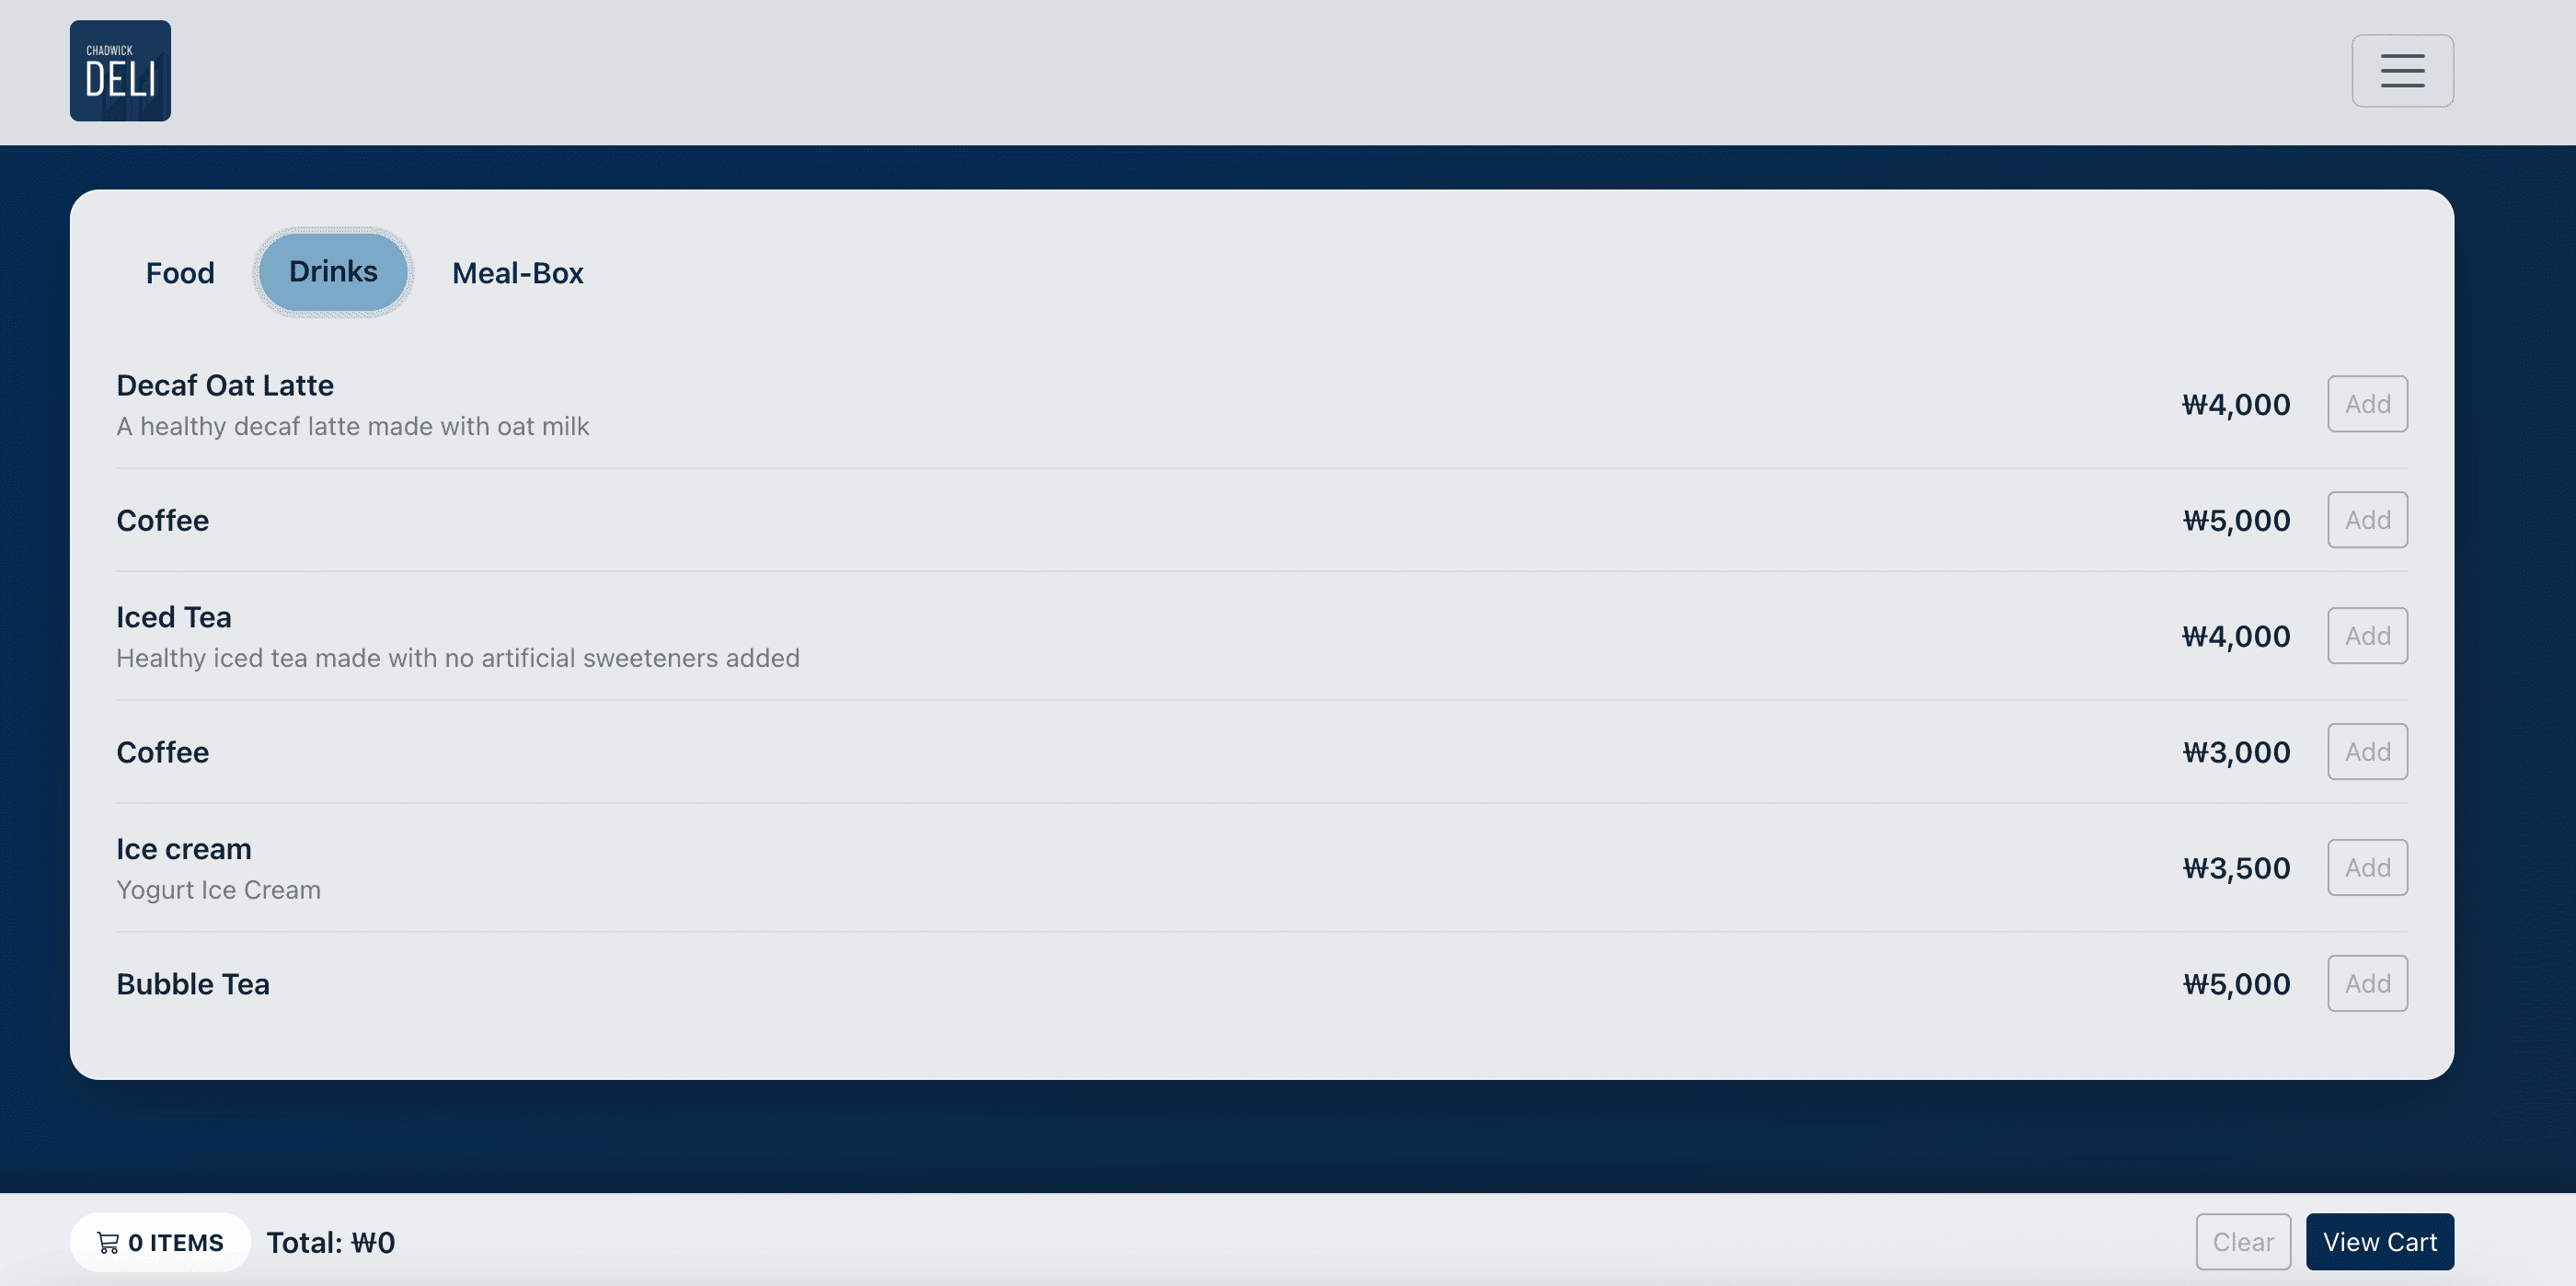 CHADWICK
DELI
Food Drinks Meal-Box
Decaf Oat Latte
A healthy decaf latte made with oat milk
₩4,000 Add
Coffee ₩5,000 Add
Iced Tea
Healthy iced tea made with no artificial sweeteners added
₩4,000 Add
Coffee ₩3,000 Add
Ice cream
Yogurt Ice Cream
₩3,500 Add
Bubble Tea ₩5,000 Add
0 ITEMS Total: ₩0 Clear View Cart